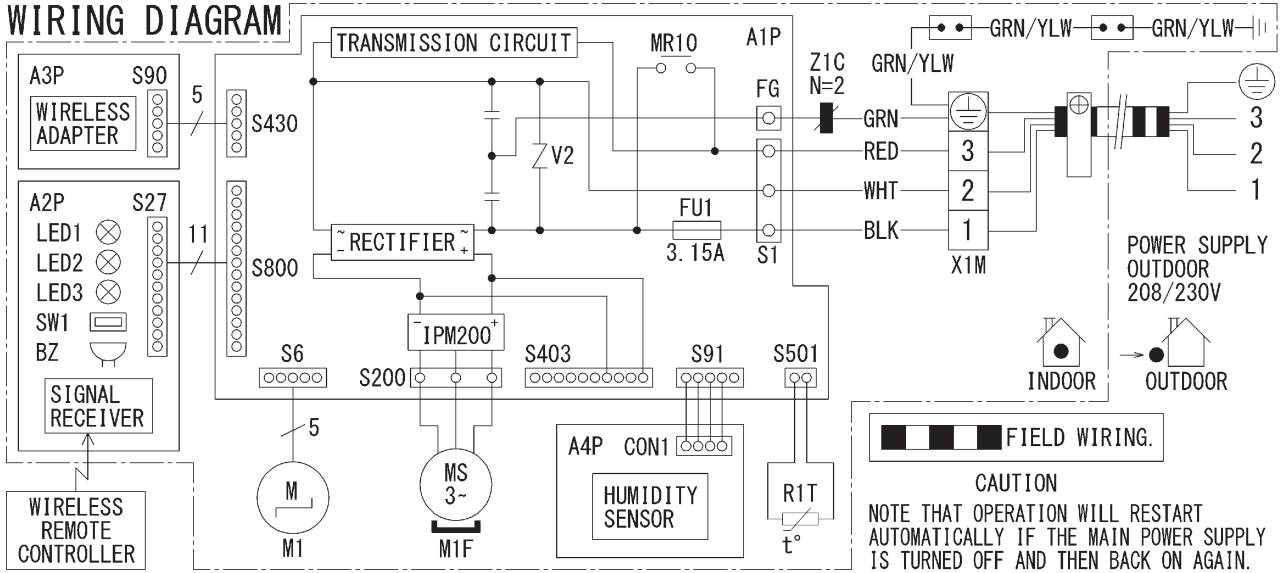 WIRING DIAGRAM
TRANSMISSION CIRCUIT
MR10
A1P
Z1C
N=2
GRN/YLW
GRN/YLW
GRN/YLW
A3P
S90
WIRELESS
ADAPTER
5
S430
FG
GRN
RED
WHT
BLK
3
2
1
X1M
3
2
1
V2
FU1
3.15A
S1
A2P
S27
LED1
LED2
LED3
SW1
BZ
11
S800
SIGNAL
RECEIVER
~
-
RECTIFIER
~
+
-
IPM200
+
POWER SUPPLY
OUTDOOR
208/230V
INDOOR
OUTDOOR
S6
S200
S403
S91
S501
5
M
M1
MS
3~
M1F
A4P
CON1
HUMIDITY
SENSOR
R1T
t°
WIRELESS
REMOTE
CONTROLLER
FIELD WIRING.
CAUTION
NOTE THAT OPERATION WILL RESTART
AUTOMATICALLY IF THE MAIN POWER SUPPLY
IS TURNED OFF AND THEN BACK ON AGAIN.